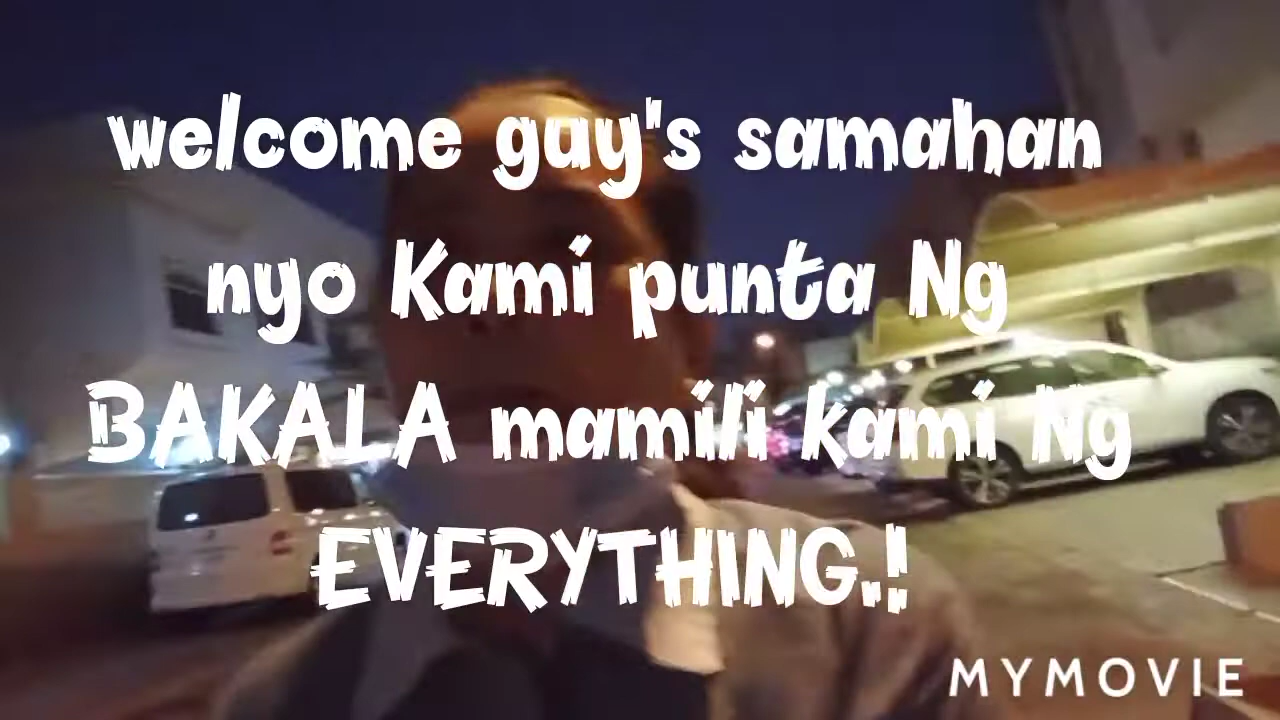 welcome guy's samahan
nyo Kami punta Ng
BAKALA mamili kami Ng
EVERYTHING.!
MYMOVIE